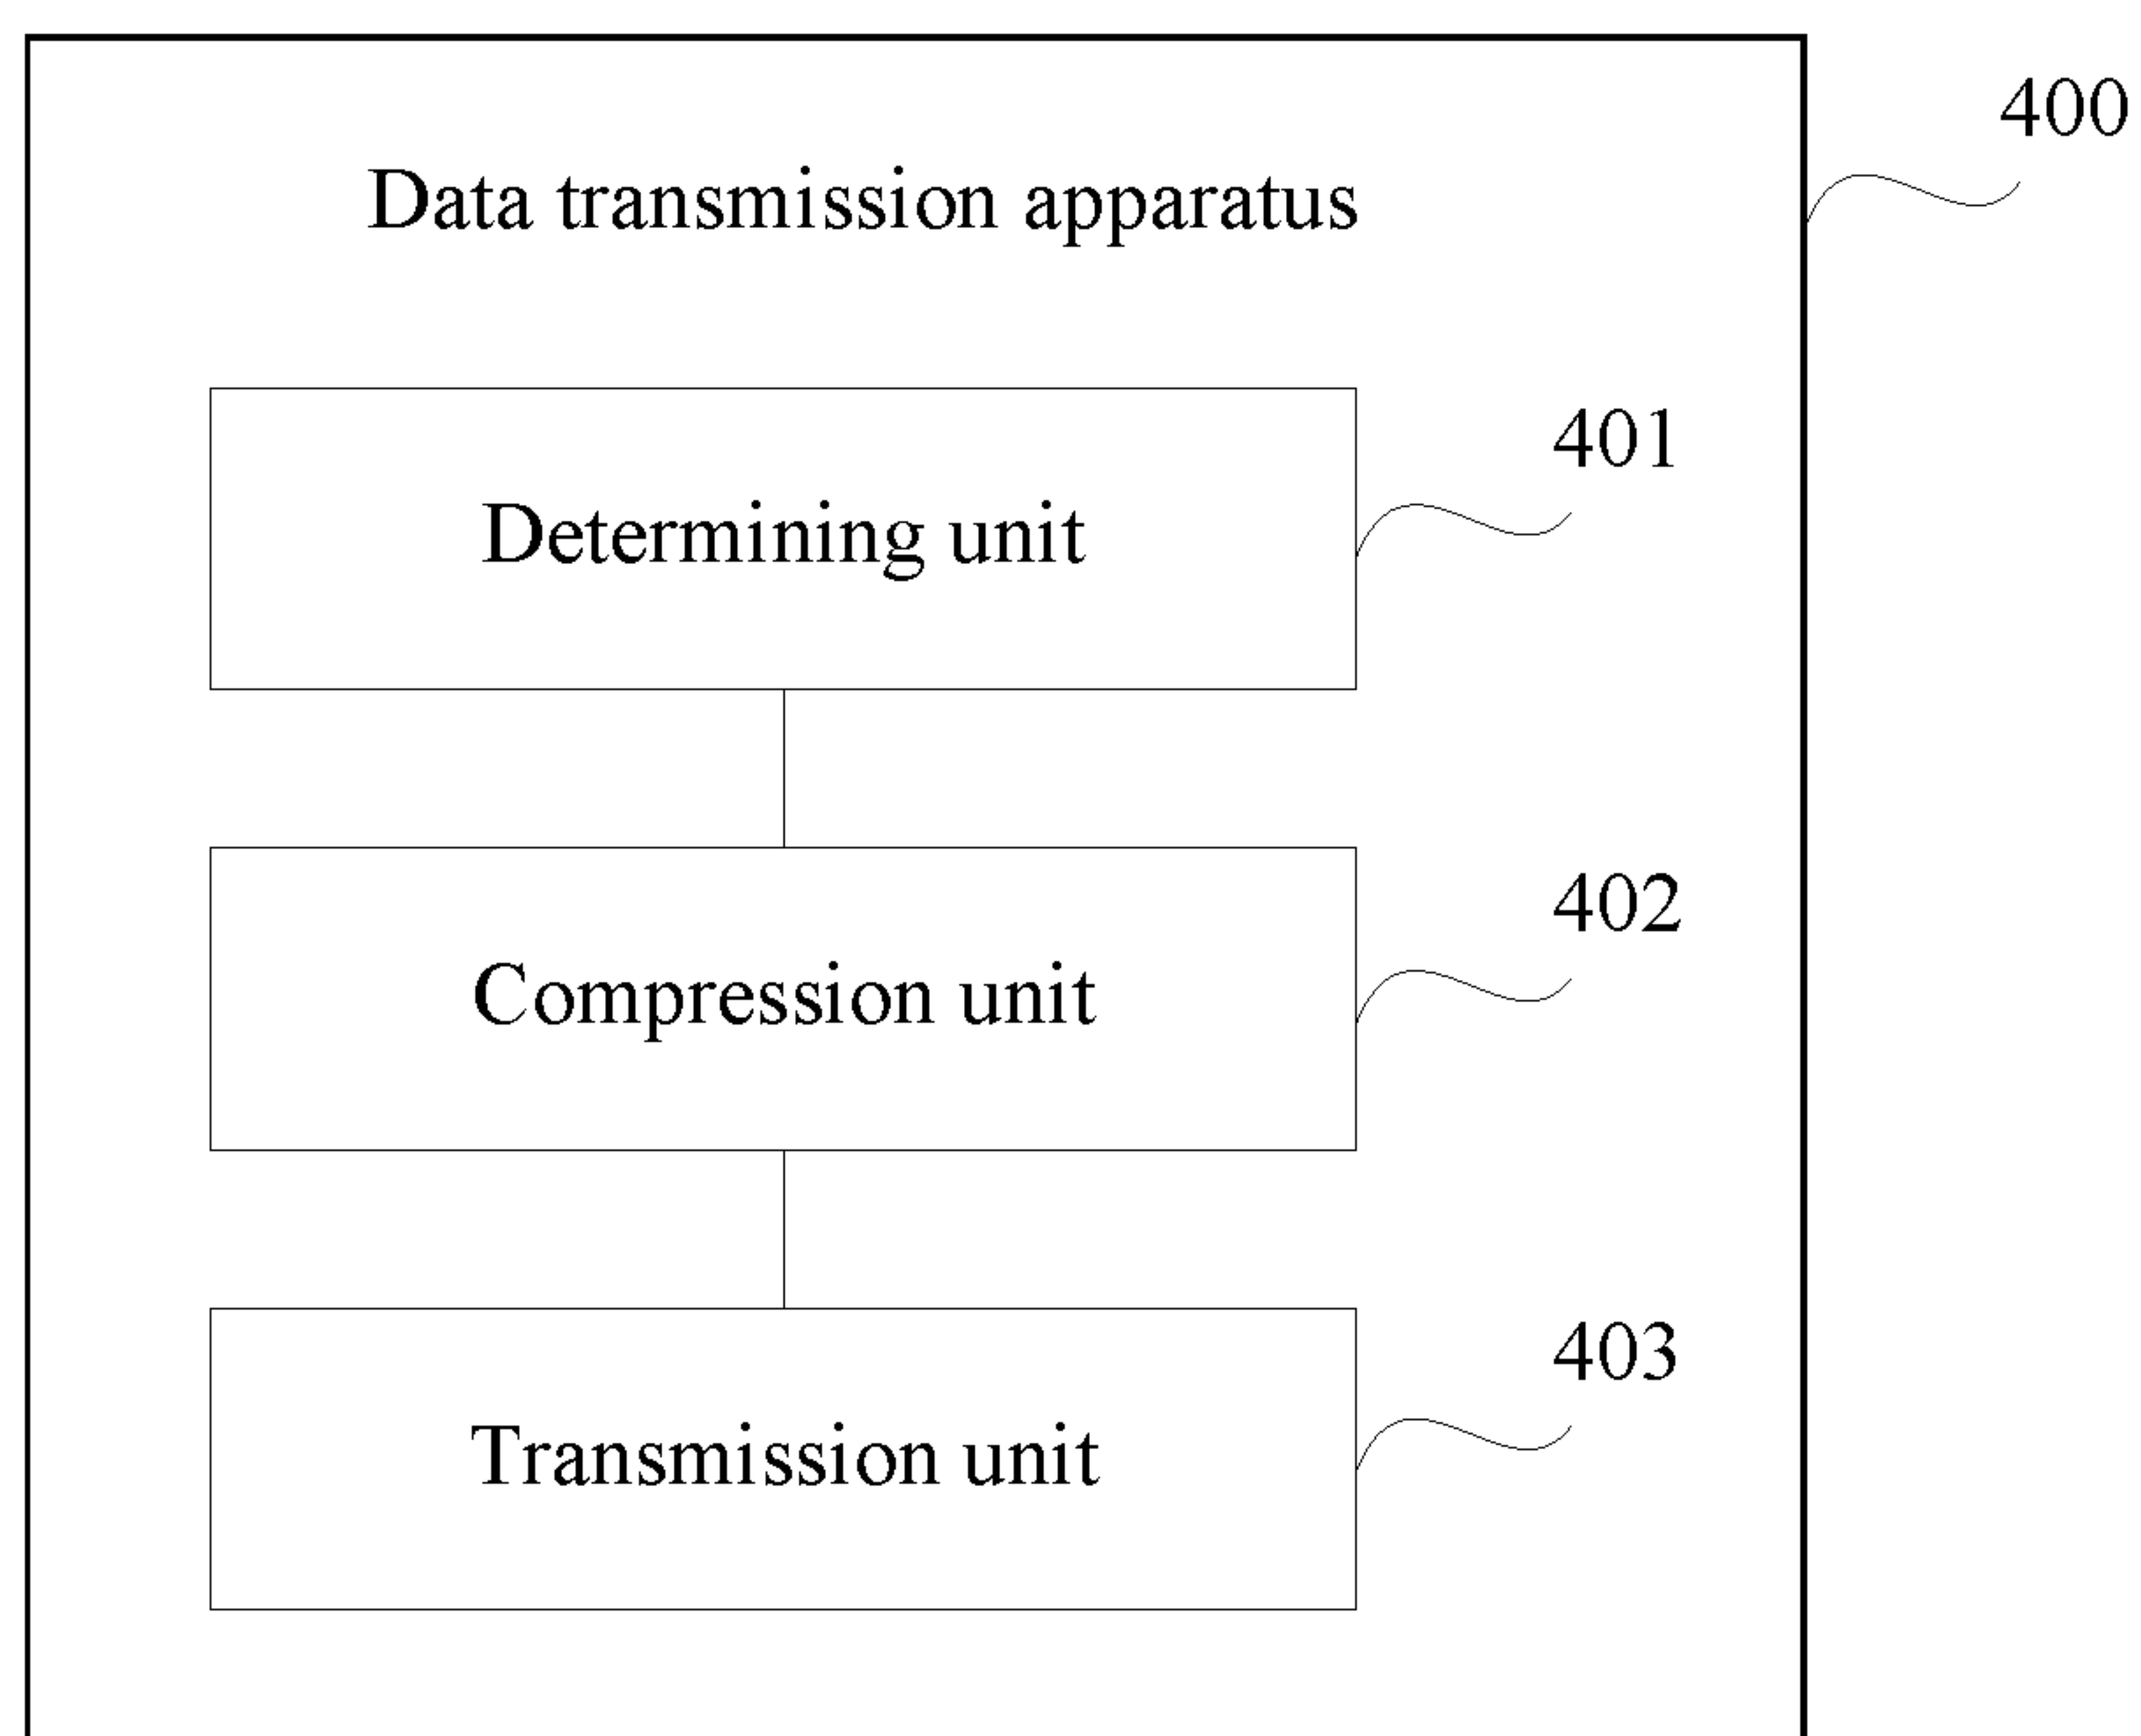 400
Data transmission apparatus
401
Determining unit
402
Compression unit
403
Transmission unit